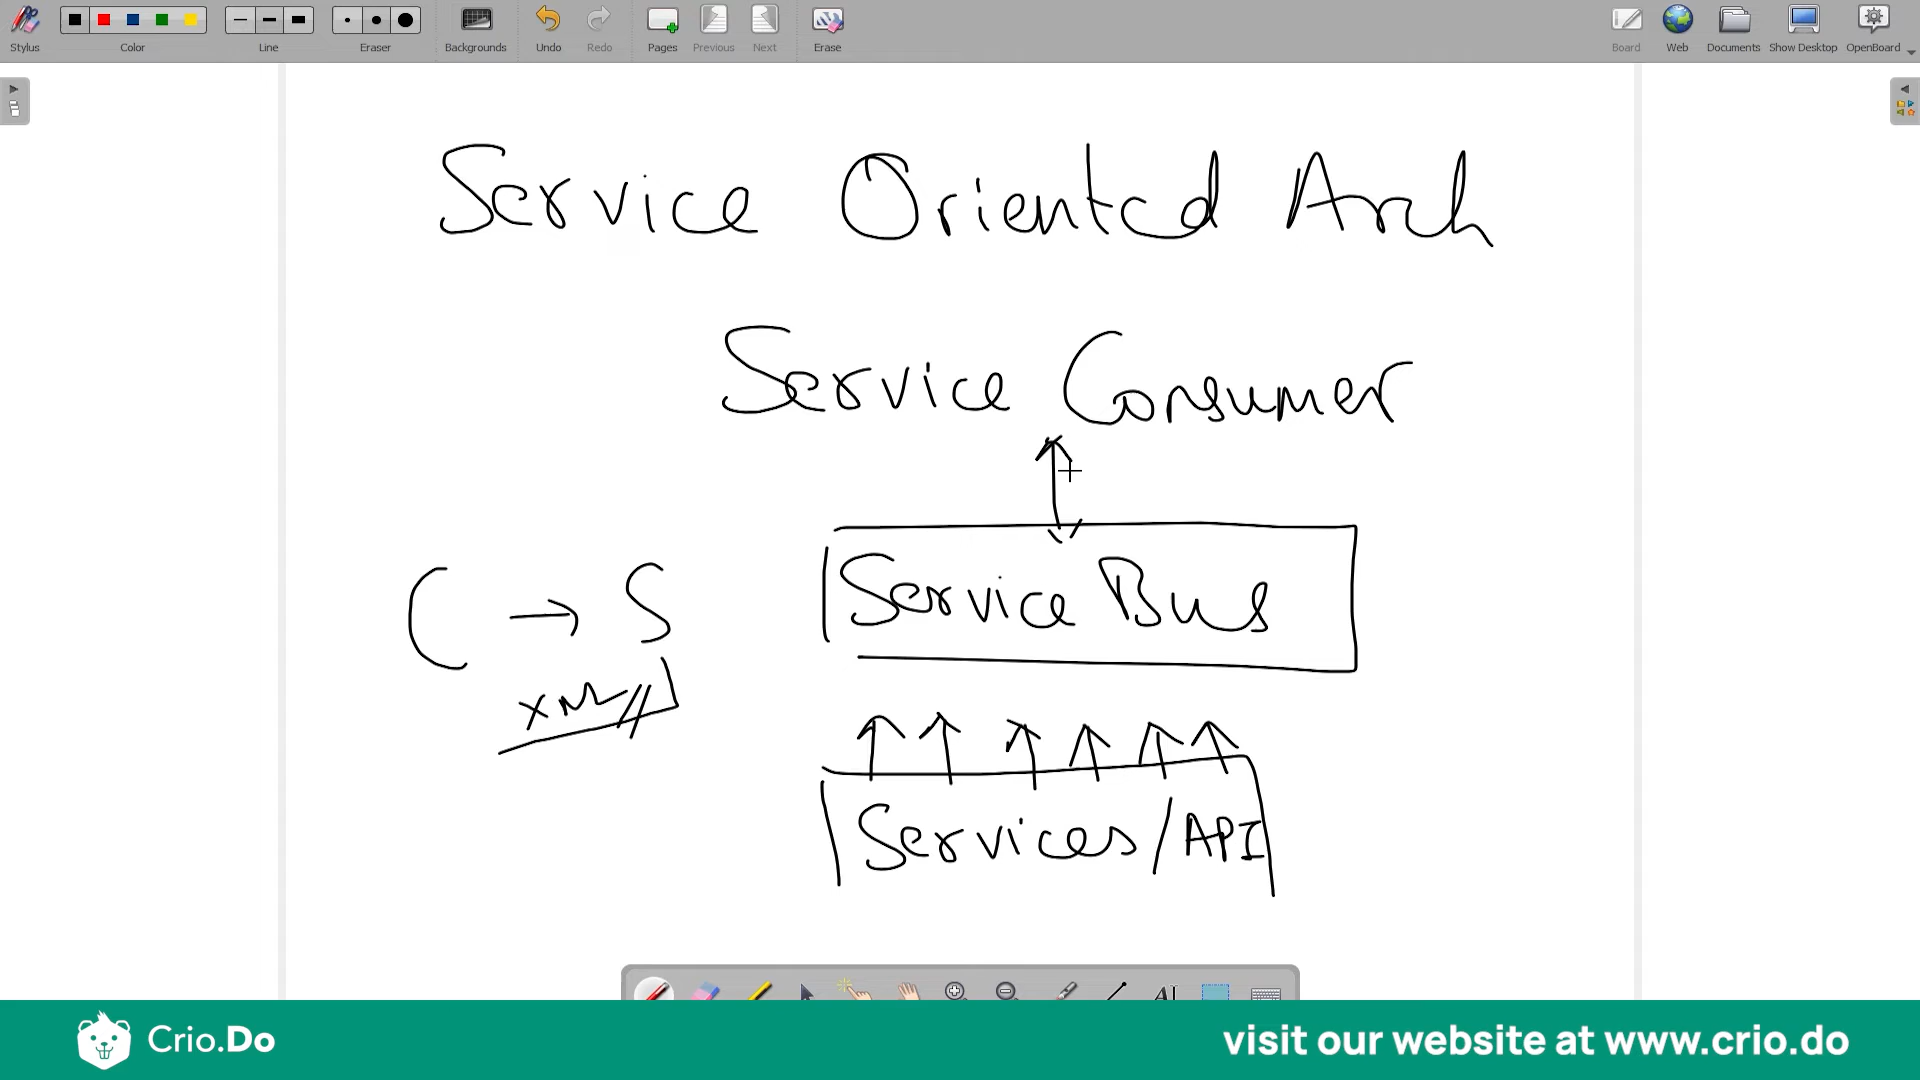 Stylus Color Line Eraser Backgrounds Undo Redo Pages Previous Next Erase Board Web Documents Show Desktop OpenBoard
Service Oriented Arch
Service Consumer
C → S
XML
Service Bus
Services/API
Crio.Do
visit our website at www.crio.do